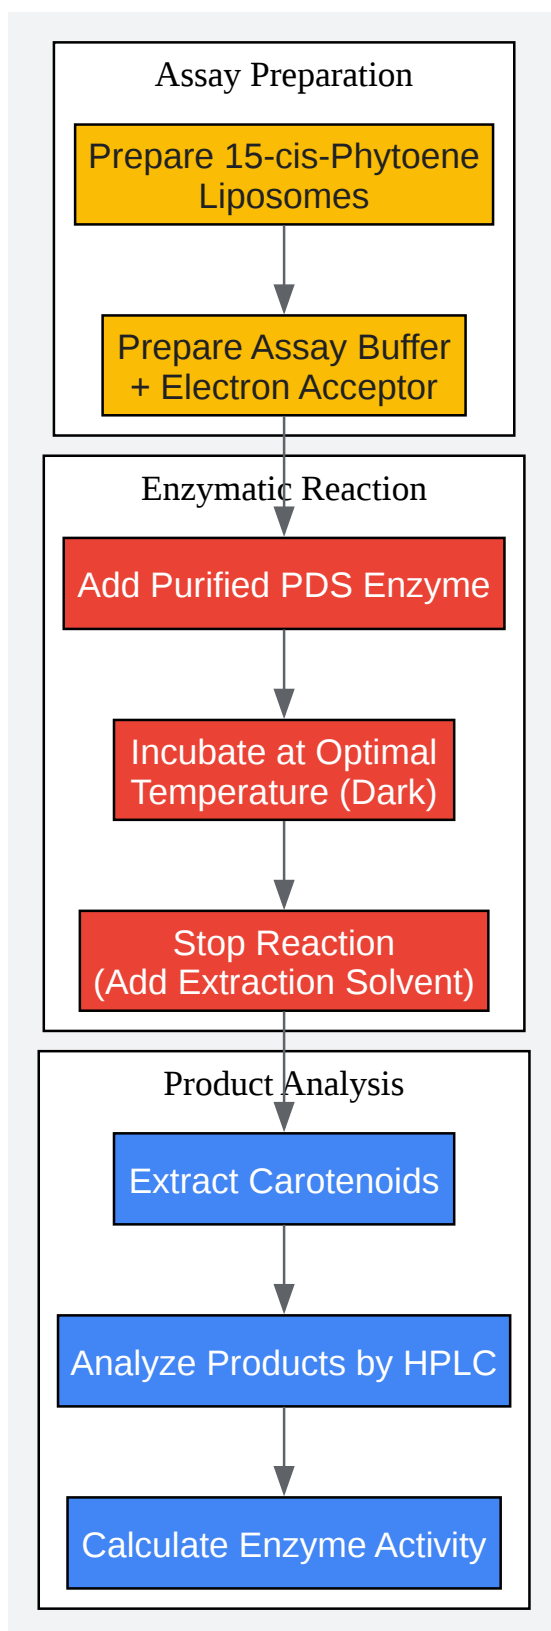 Assay Preparation
Prepare 15-cis-Phytoene
Liposomes
Prepare Assay Buffer
+ Electron Acceptor
Enzymatic Reaction
Add Purified PDS Enzyme
Incubate at Optimal
Temperature (Dark)
Stop Reaction
(Add Extraction Solvent)
Product Analysis
Extract Carotenoids
Analyze Products by HPLC
Calculate Enzyme Activity